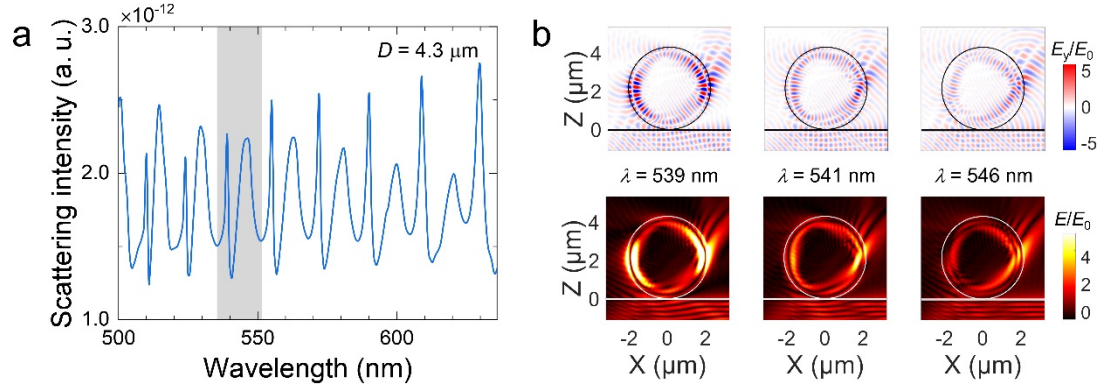 a
×10⁻¹²
3.0
2.0
1.0
Scattering intensity (a. u.)
D = 4.3 μm
500
550
600
Wavelength (nm)
b
Z (μm)
4
2
0
E_y/E_0
5
0
-5
λ = 539 nm
λ = 541 nm
λ = 546 nm
Z (μm)
4
2
0
E/E_0
4
2
0
-2 0 2
-2 0 2
-2 0 2
X (μm)
X (μm)
X (μm)